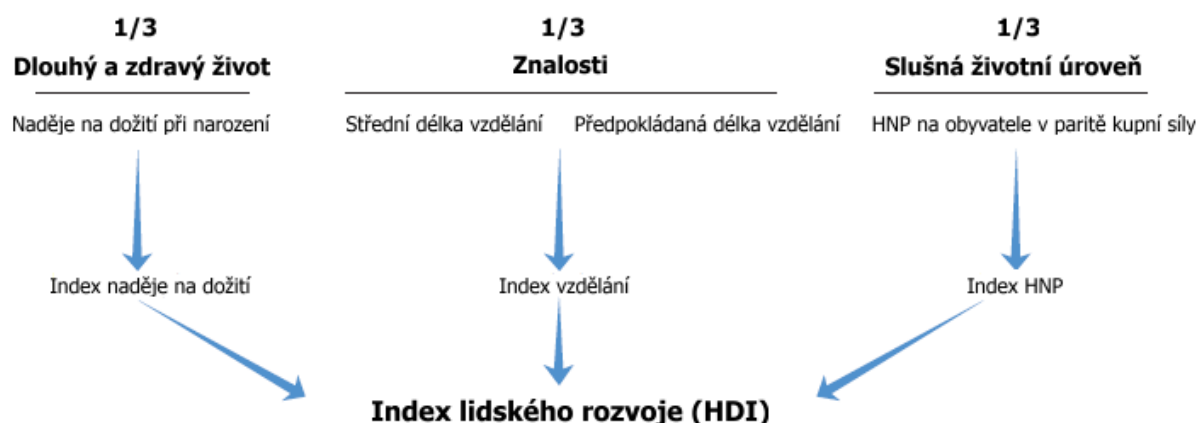 1/3
Dlouhý a zdravý život
Naděje na dožití při narození
Index naděje na dožití
1/3
Znalosti
Střední délka vzdělání
Předpokládaná délka vzdělání
Index vzdělání
1/3
Slušná životní úroveň
HNP na obyvatele v paritě kupní síly
Index HNP
Index lidského rozvoje (HDI)